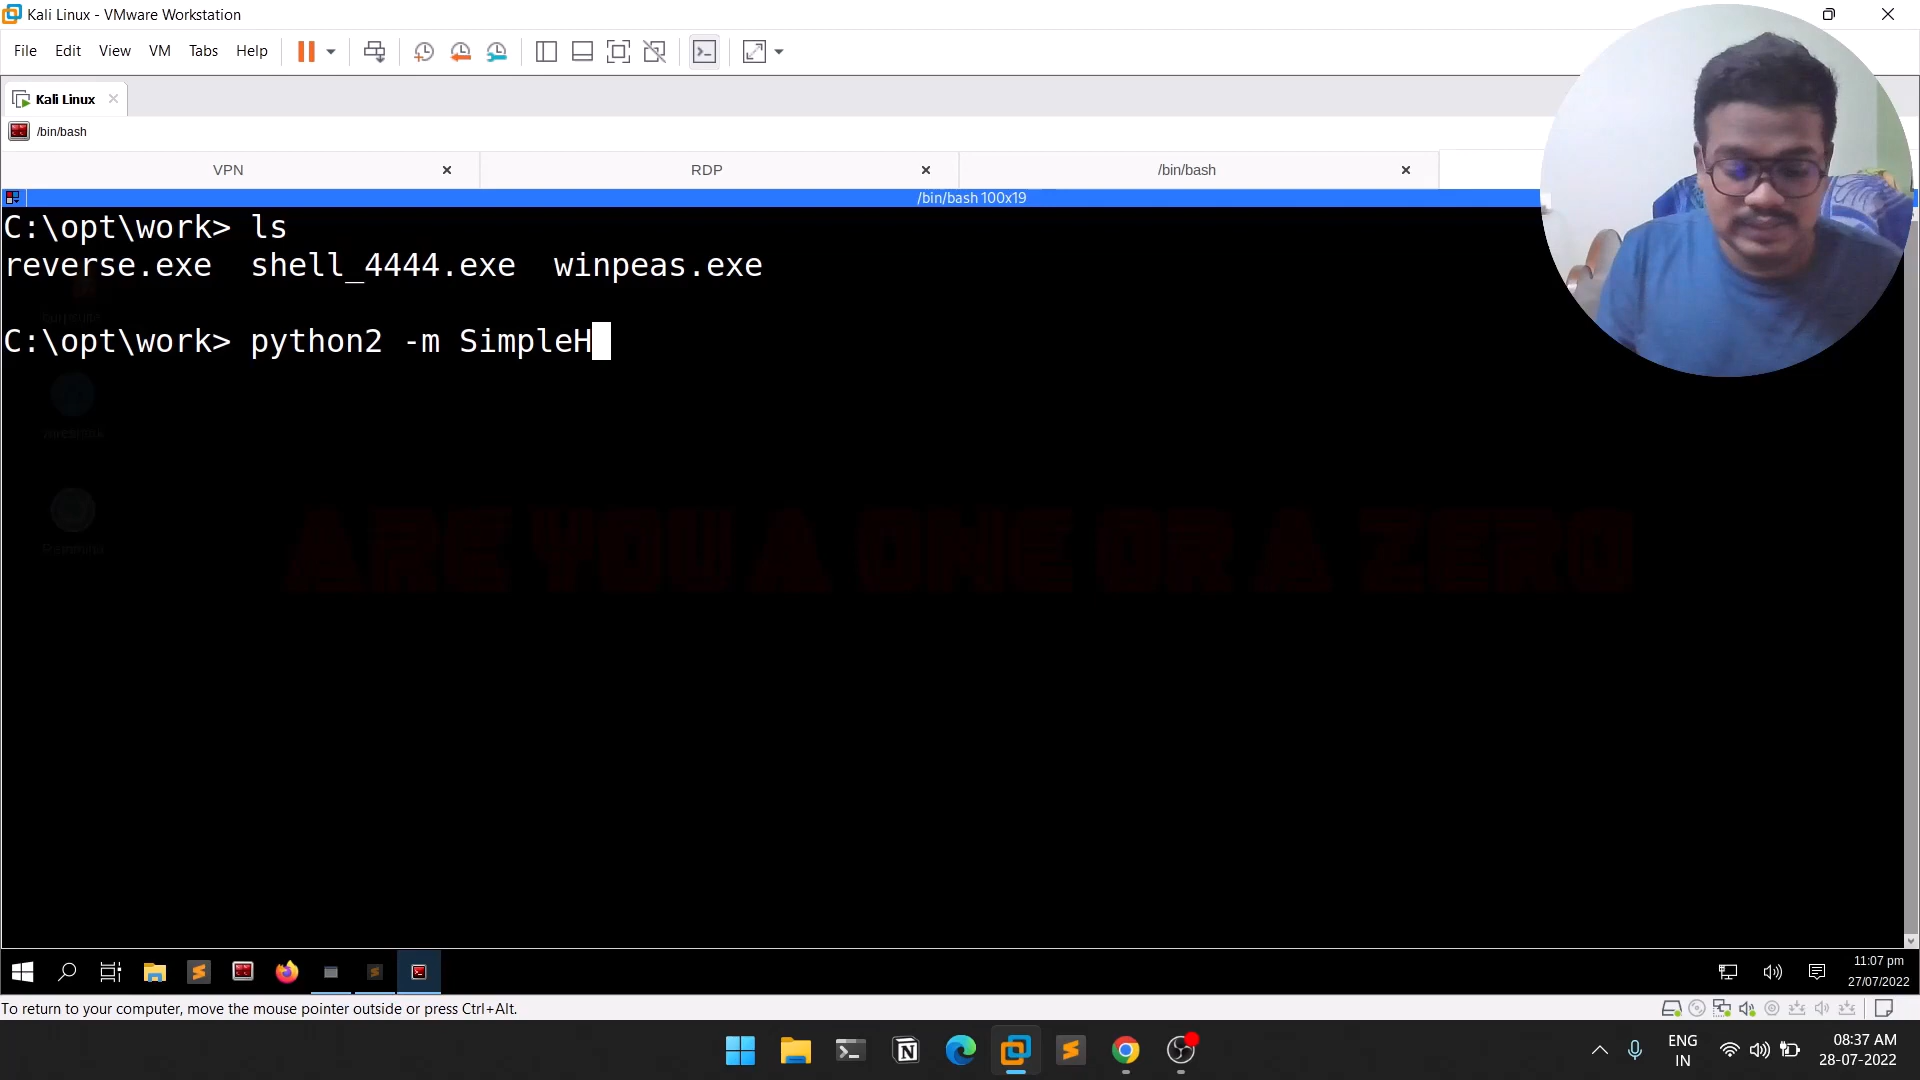 Kali Linux - VMware Workstation
File Edit View VM Tabs Help
Kali Linux
/bin/bash
VPN RDP /bin/bash
/bin/bash 100x19
C:\opt\work> ls
reverse.exe shell_4444.exe winpeas.exe
C:\opt\work> python2 -m SimpleH
ARE YOU A ONE OR A ZERO
11:07 pm
27/07/2022
To return to your computer, move the mouse pointer outside or press Ctrl+Alt.
ENG
IN
08:37 AM
28-07-2022